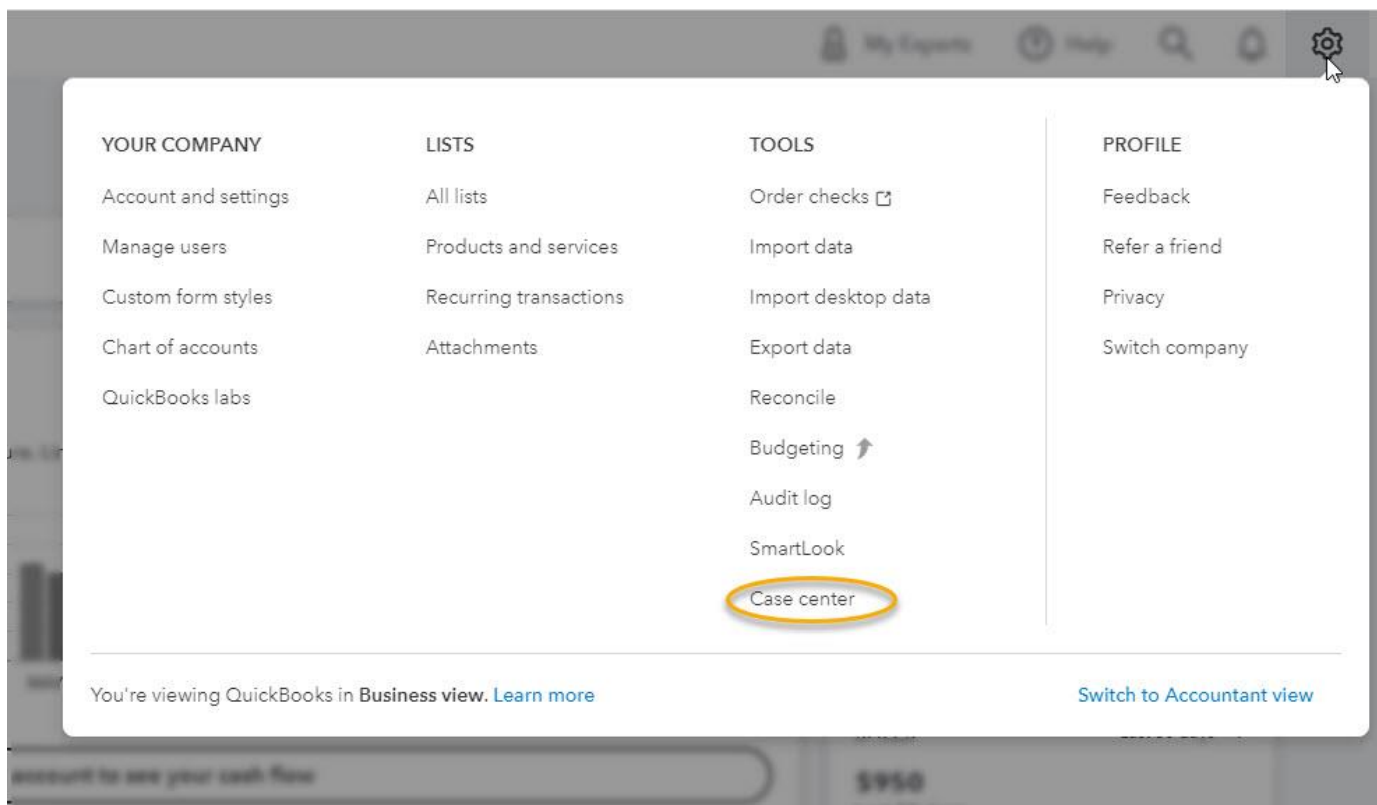 My Experts
Help
YOUR COMPANY
Account and settings
Manage users
Custom form styles
Chart of accounts
QuickBooks labs
LISTS
All lists
Products and services
Recurring transactions
Attachments
TOOLS
Order checks
Import data
Import desktop data
Export data
Reconcile
Budgeting
Audit log
SmartLook
Case center
PROFILE
Feedback
Refer a friend
Privacy
Switch company
You're viewing QuickBooks in Business view. Learn more
Switch to Accountant view
account to see your cash flow
$950